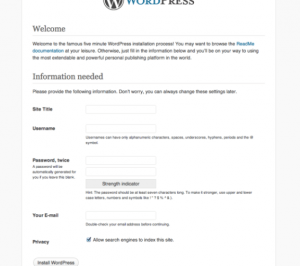 WORDPRESS
Welcome
Welcome to the famous five minute WordPress installation process! You may want to browse the ReadMe
documentation at your leisure. Otherwise, just fill in the information below and you'll be on your way to using
the most extendable and powerful personal publishing platform in the world.
Information needed
Please provide the following information. Don't worry, you can always change these settings later.
Site Title
Username
Usernames can have only alphanumeric characters, spaces, underscores, hyphens, periods and the @
symbol.
Password, twice
A password will be
automatically generated for
you if you leave this blank.
Strength indicator
Hint: The password should be at least seven characters long. To make it stronger, use upper and lower
case letters, numbers and symbols like ! " ? $ % ^ & ).
Your E-mail
Double-check your email address before continuing.
Privacy
Allow search engines to index this site.
Install WordPress